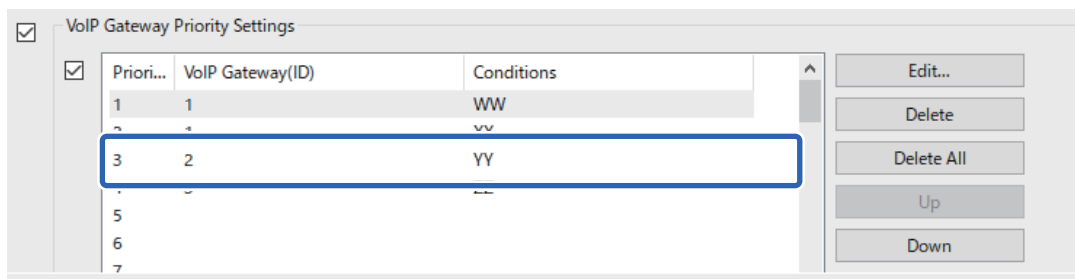 VoIP Gateway Priority Settings
Priori... VoIP Gateway(ID) Conditions
1 1 WW
3 2 YY
5
6
7
Edit...
Delete
Delete All
Up
Down